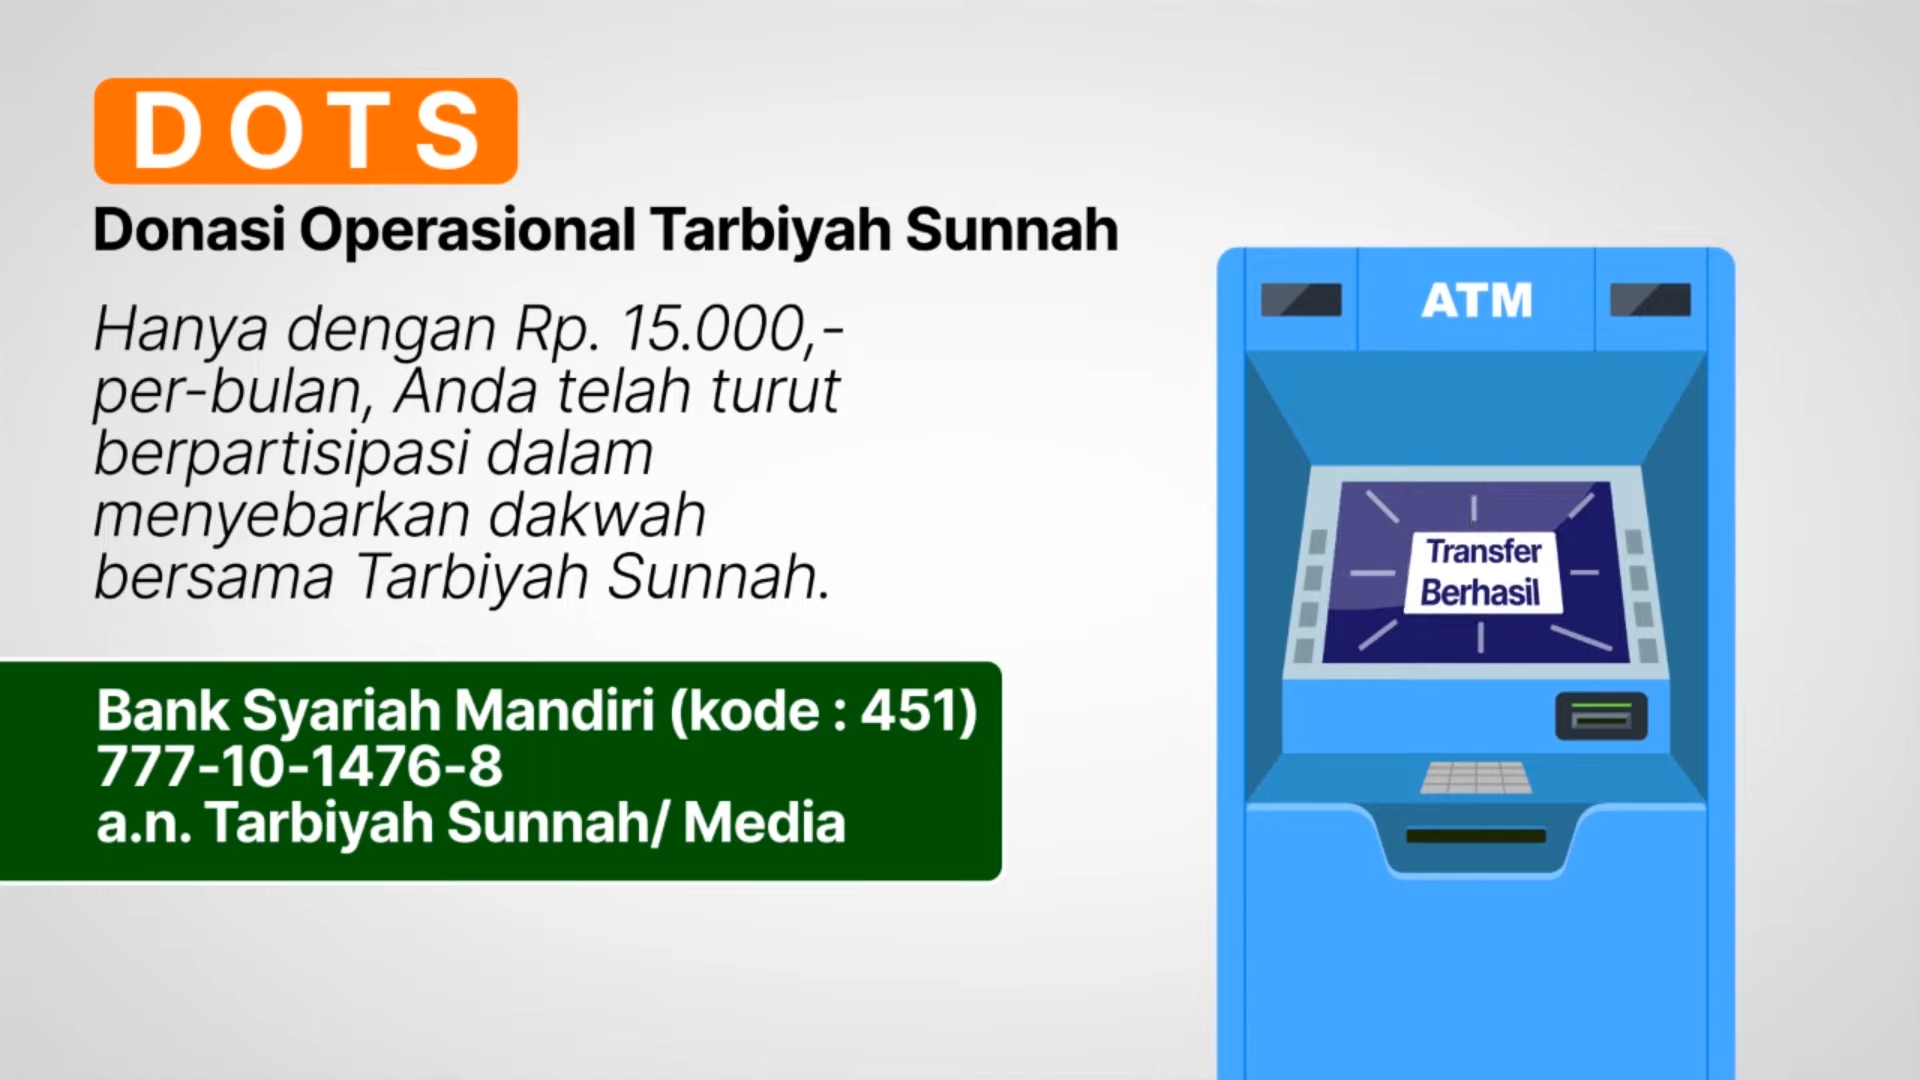 DOTS
Donasi Operasional Tarbiyah Sunnah
Hanya dengan Rp. 15.000,-
per-bulan, Anda telah turut
berpartisipasi dalam
menyebarkan dakwah
bersama Tarbiyah Sunnah.
Bank Syariah Mandiri (kode : 451)
777-10-1476-8
a.n. Tarbiyah Sunnah/ Media
ATM
Transfer
Berhasil